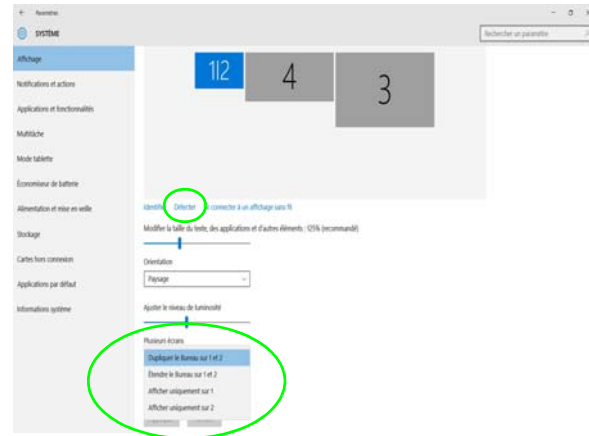 ← Paramètres
SYSTÈME
Rechercher un paramètre
Affichage
Notifications et actions
Applications et fonctionnalités
Multitâche
Mode tablette
Économiseur de batterie
Alimentation et mise en veille
Stockage
Cartes hors connexion
Applications par défaut
Informations système
1|2
4
3
Détecter connecter à un affichage sans fil
Modifier la taille du texte, des applications et d'autres éléments : 125% (recommandé)
Orientation
Paysage
Ajuster le niveau de luminosité
Plusieurs écrans
Dupliquer le Bureau sur 1 et 2
Étendre le Bureau sur 1 et 2
Afficher uniquement sur 1
Afficher uniquement sur 2